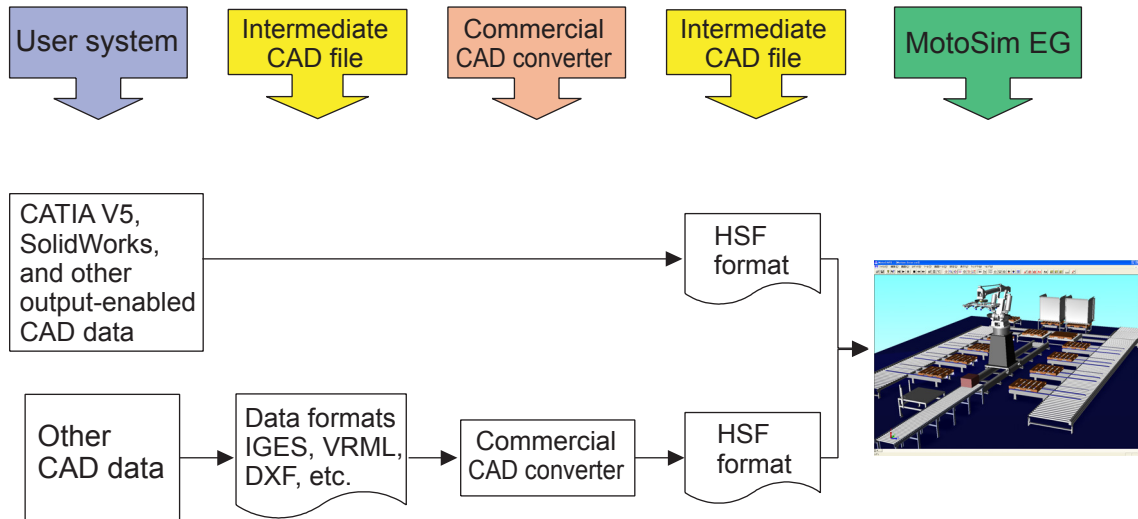 User system
Intermediate
CAD file
Commercial
CAD converter
Intermediate
CAD file
MotoSim EG
CATIA V5,
SolidWorks,
and other
output-enabled
CAD data
HSF
format
Other
CAD data
Data formats
IGES, VRML,
DXF, etc.
Commercial
CAD converter
HSF
format